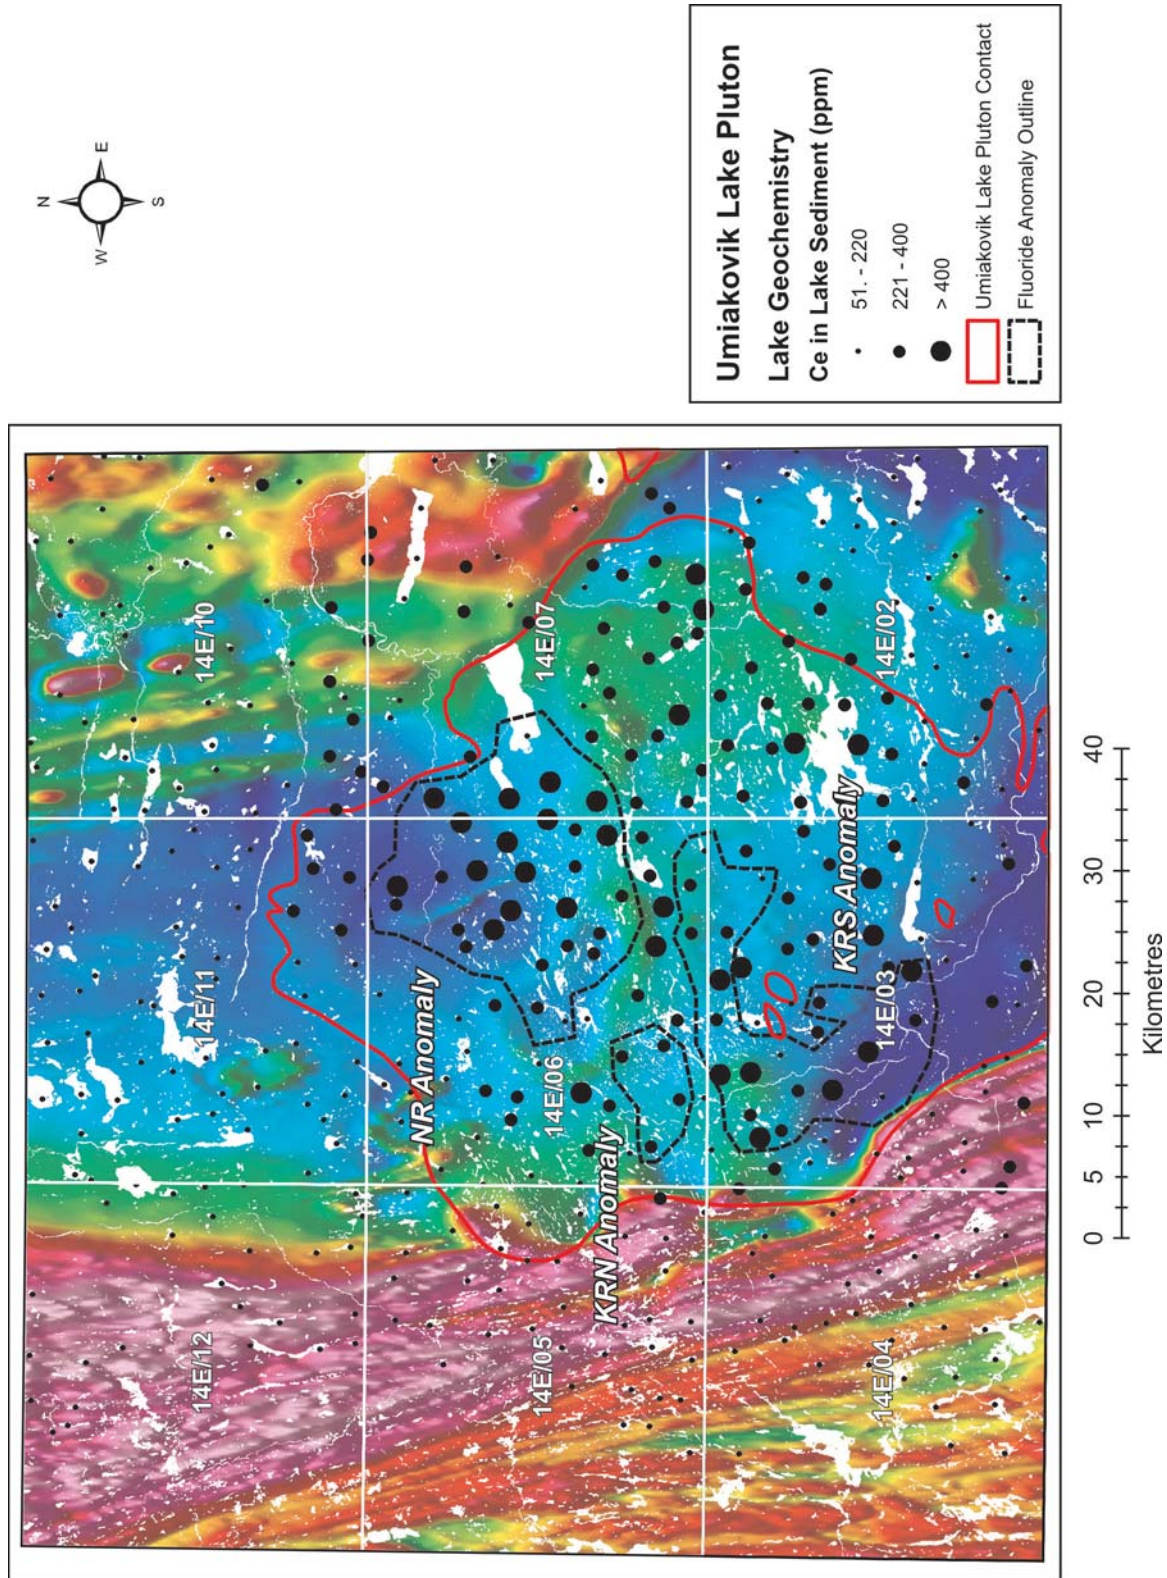 N
W
E
S
Umiakovik Lake Pluton
Lake Geochemistry
Ce in Lake Sediment (ppm)
51. - 220
221 - 400
> 400
Umiakovik Lake Pluton Contact
Fluoride Anomaly Outline
14E/12
14E/11
14E/10
NR Anomaly
14E/05
14E/06
14E/07
KRN Anomaly
KRS Anomaly
14E/04
14E/03
14E/02
0 5 10 20 30 40
Kilometres